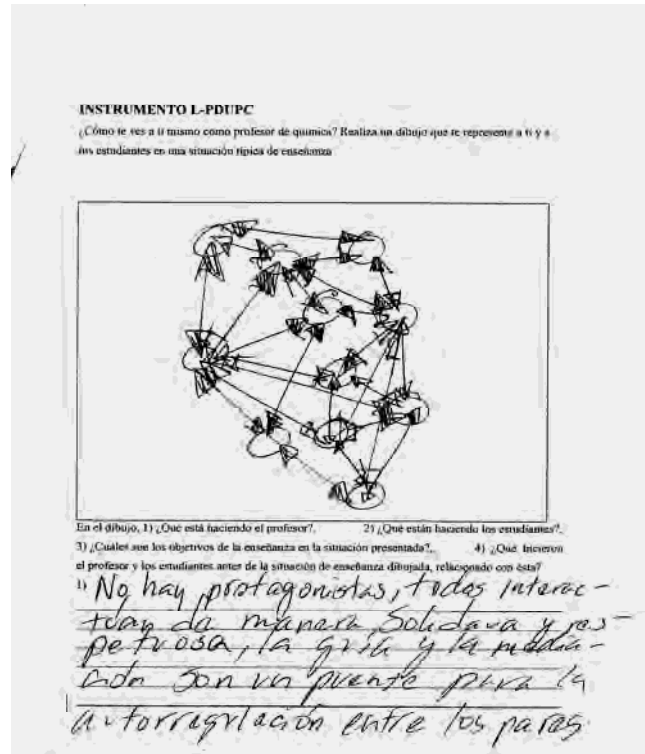 INSTRUMENTO L-PDUPC
¿Cómo te ves a ti mismo como profesor de química? Realiza un dibujo que te represente a ti y a
tus estudiantes en una situación típica de enseñanza
En el dibujo, 1) ¿Qué está haciendo el profesor?, 2) ¿Qué están haciendo los estudiantes?,
3) ¿Cuáles son los objetivos de la enseñanza en la situación presentada?, 4) ¿Qué hicieron
el profesor y los estudiantes antes de la situación de enseñanza dibujada, relacionado con ésta?
1) No hay protagonistas, todos interac-
tuan de manera solidaria y res-
petuosa, la guia y la media-
ción son un puente para la
autorregulación entre los pares